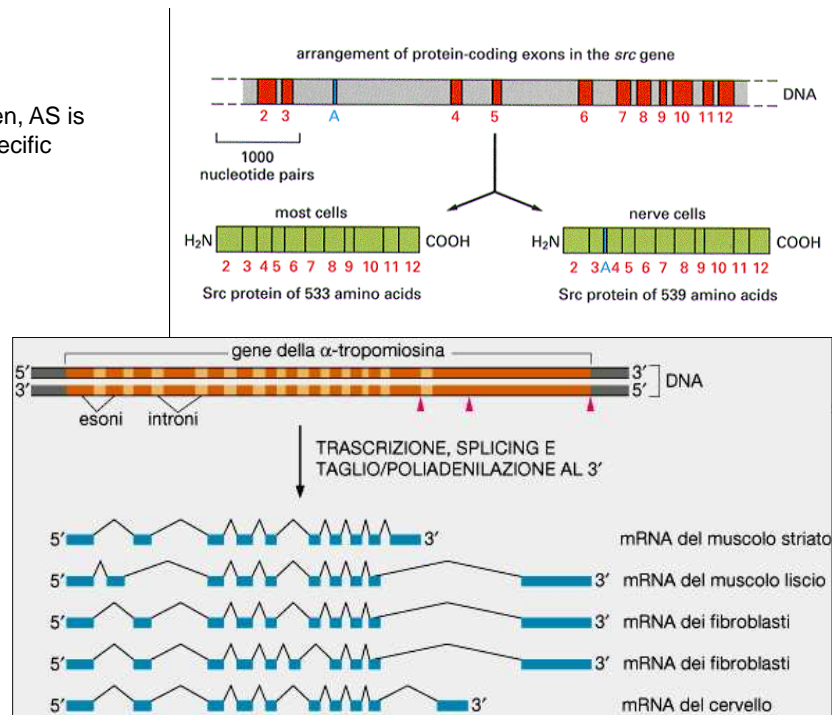 en, AS is
ecific
arrangement of protein-coding exons in the src gene
DNA
2 3 A 4 5 6 7 8 9 10 11 12
1000
nucleotide pairs
most cells
H₂N COOH
2 3 4 5 6 7 8 9 10 11 12
Src protein of 533 amino acids
nerve cells
H₂N COOH
2 3 A 4 5 6 7 8 9 10 11 12
Src protein of 539 amino acids
gene della α-tropomiosina
5′ 3′
3′ 5′
DNA
esoni introni
TRASCRIZIONE, SPLICING E
TAGLIO/POLIADENILAZIONE AL 3′
5′ 3′ mRNA del muscolo striato
5′ 3′ mRNA del muscolo liscio
5′ 3′ mRNA dei fibroblasti
5′ 3′ mRNA dei fibroblasti
5′ 3′ mRNA del cervello